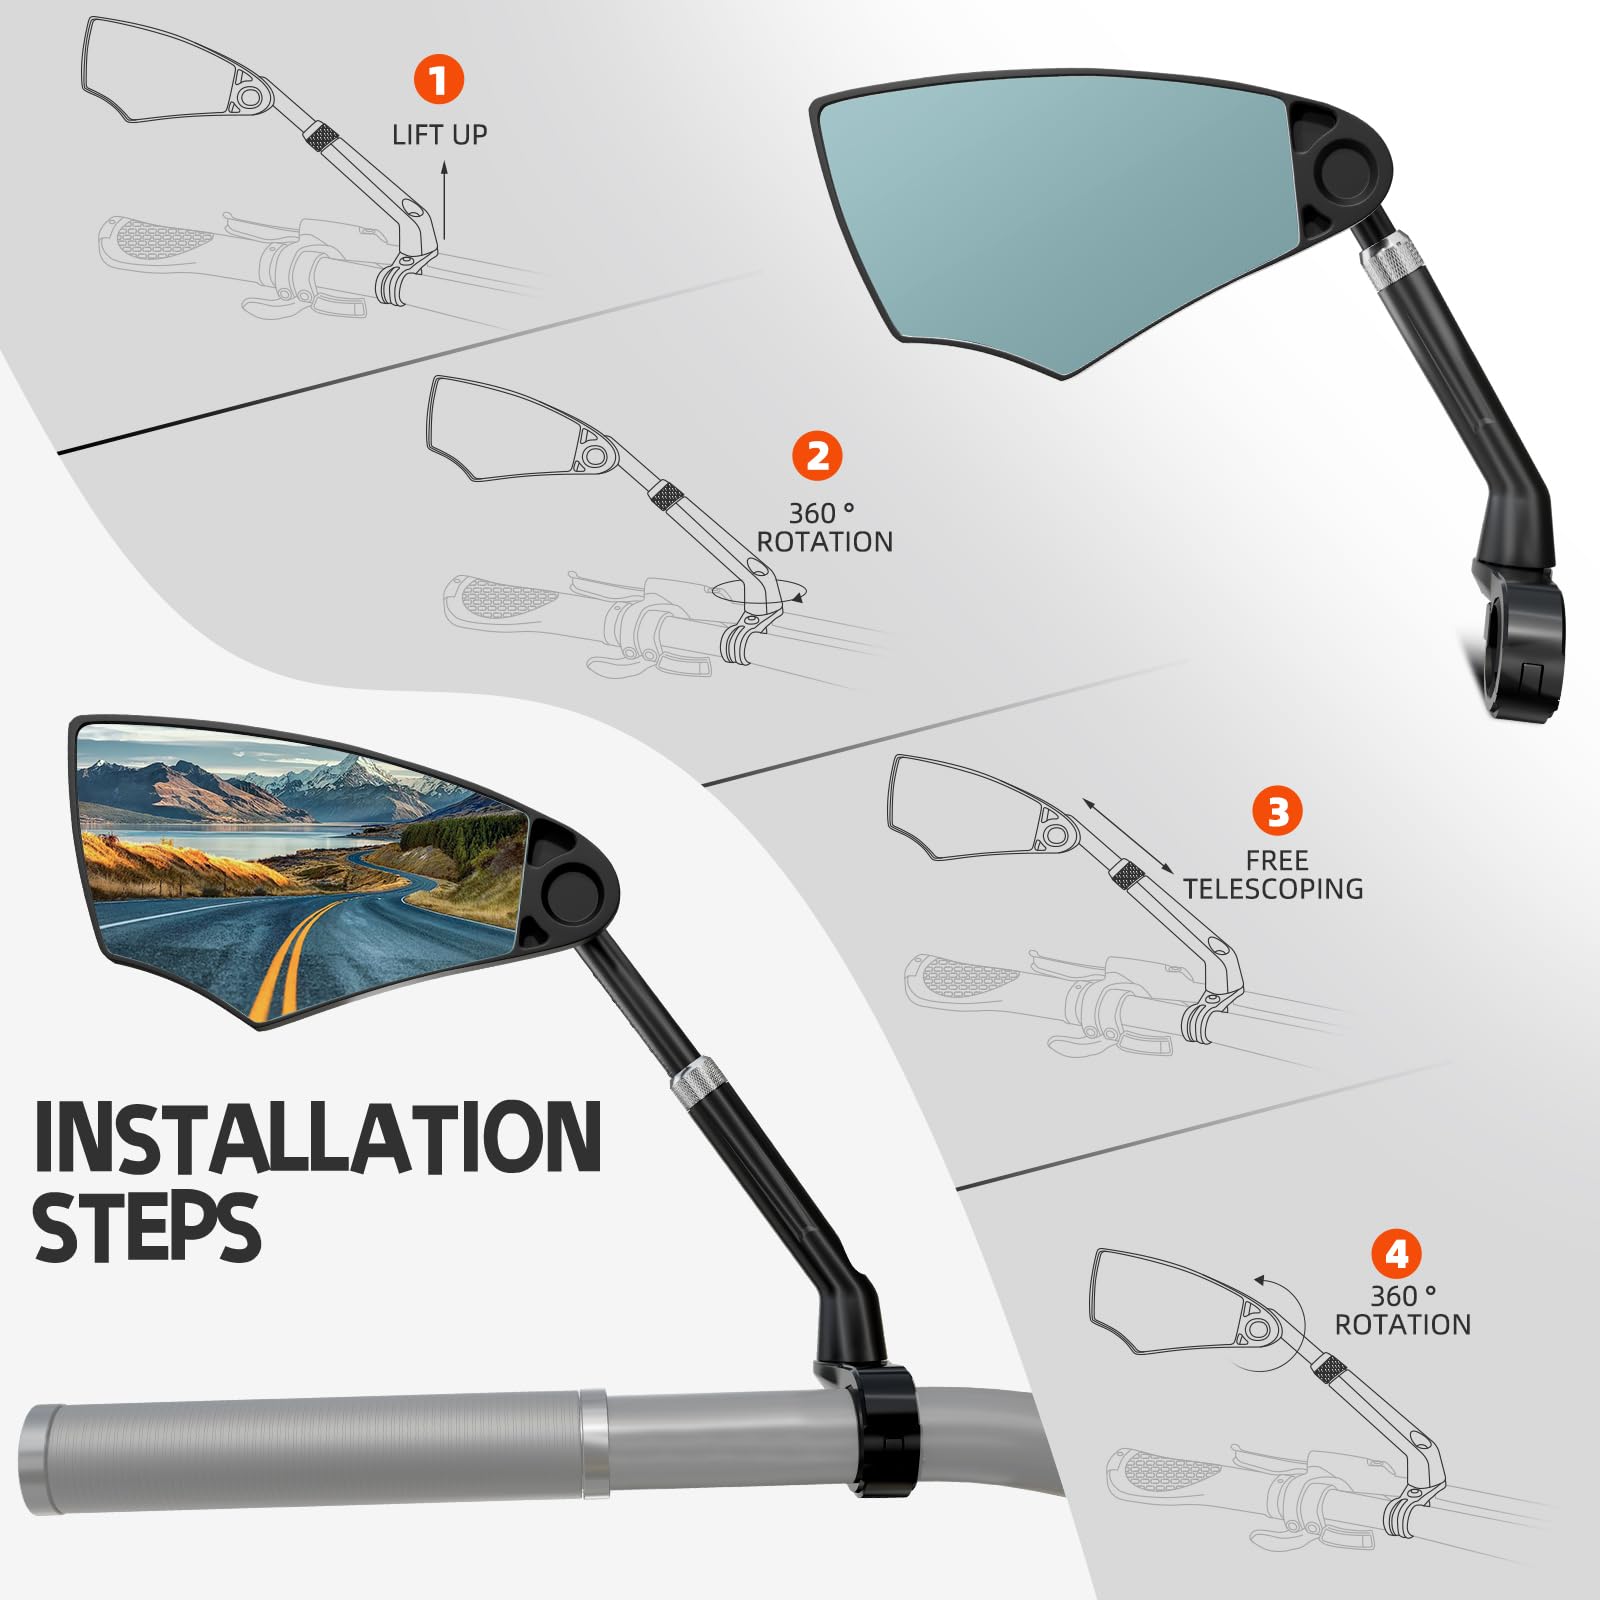 1
LIFT UP
2
360 °
ROTATION
3
FREE
TELESCOPING
INSTALLATION
STEPS
4
360 °
ROTATION